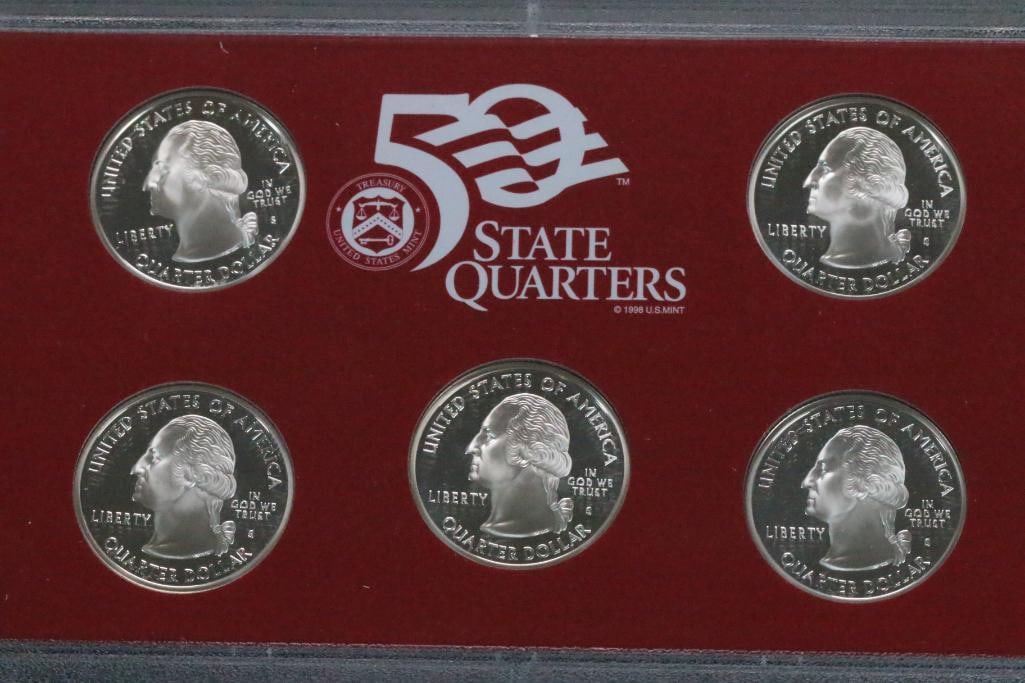 UNITED STATES OF AMERICA
LIBERTY
IN
GOD WE
TRUST
S
QUARTER DOLLAR
50
TM
TREASURY
UNITED STATES MINT
STATE
QUARTERS
© 1998 U.S. MINT
UNITED STATES OF AMERICA
LIBERTY
IN
GOD WE
TRUST
S
QUARTER DOLLAR
UNITED STATES OF AMERICA
LIBERTY
IN
GOD WE
TRUST
S
QUARTER DOLLAR
UNITED STATES OF AMERICA
LIBERTY
IN
GOD WE
TRUST
S
QUARTER DOLLAR
UNITED STATES OF AMERICA
LIBERTY
IN
GOD WE
TRUST
S
QUARTER DOLLAR